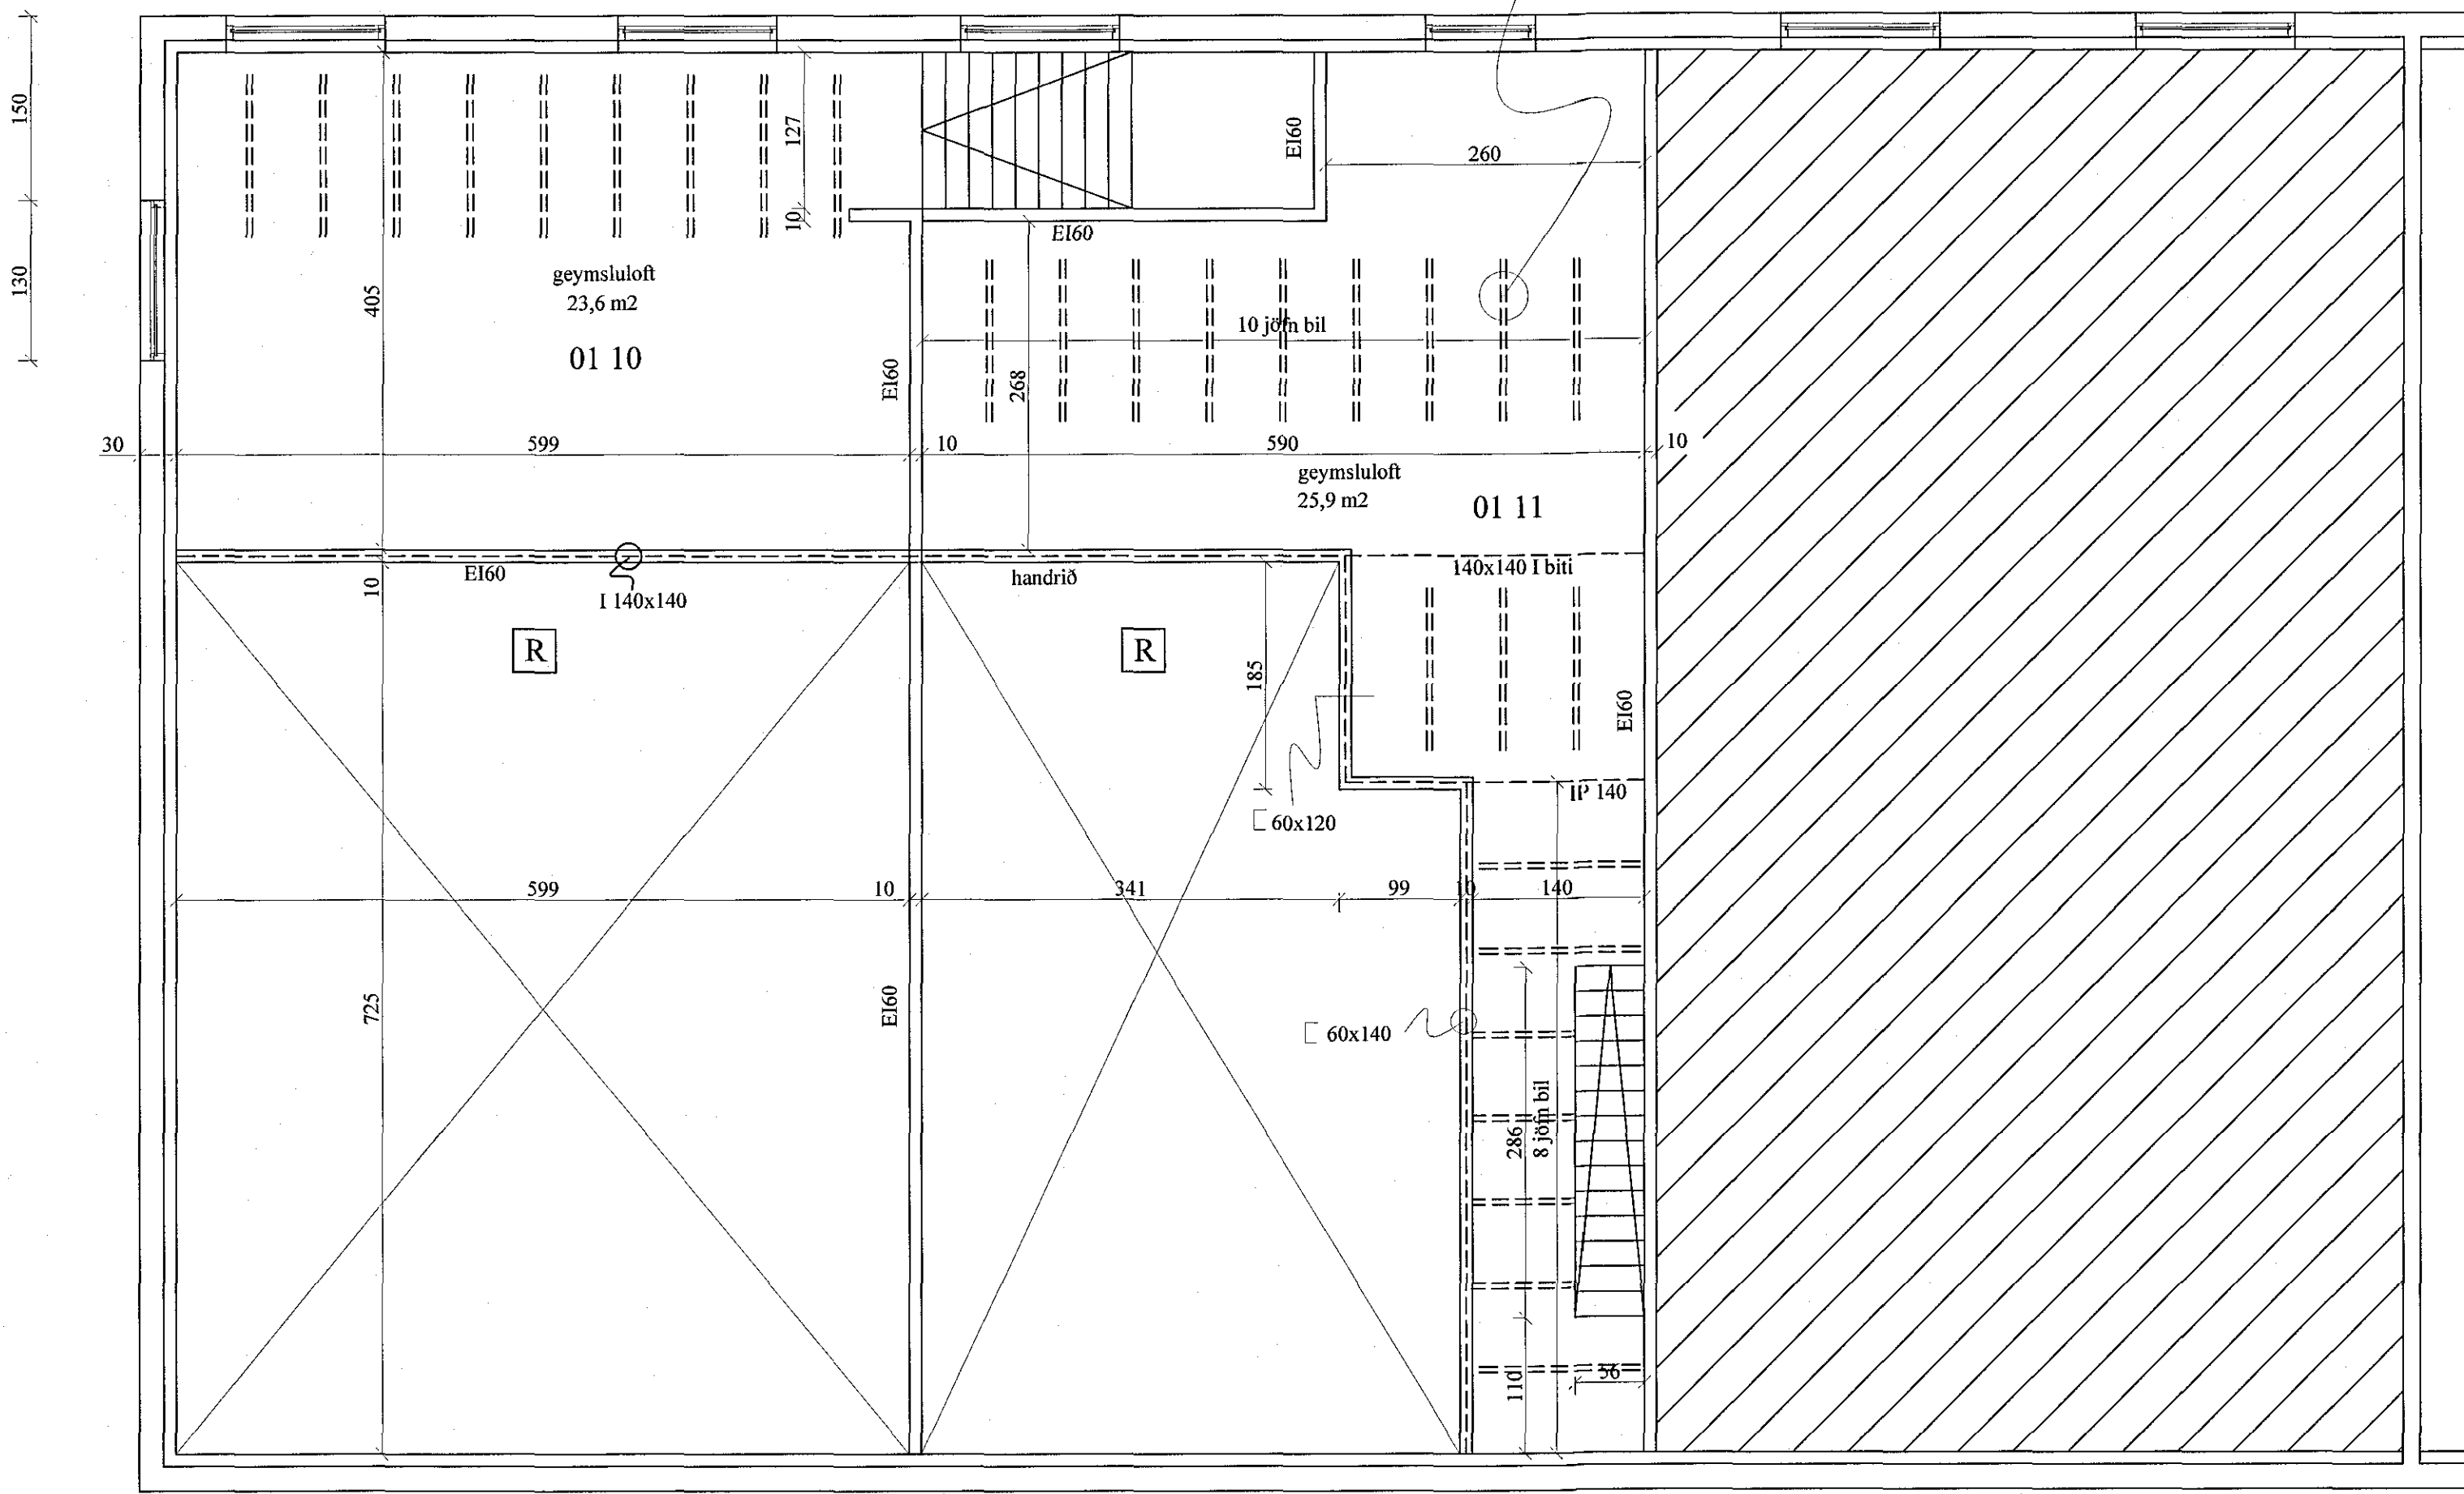 150
130
127
10
EI60
260
EI60
geymsluloft
23,6 m2
01 10
405
10 jöfn bil
EI60
268
30
599
10
590
10
geymsluloft
25,9 m2
01 11
EI60
10
I 140x140
handrið
140x140 I biti
R
R
185
EI60
IP 140
60x120
599
10
341
99
10
140
725
EI60
60x140
286
8 jöfn bil
110
56